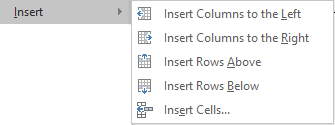 Insert
Insert Columns to the Left
Insert Columns to the Right
Insert Rows Above
Insert Rows Below
Insert Cells...